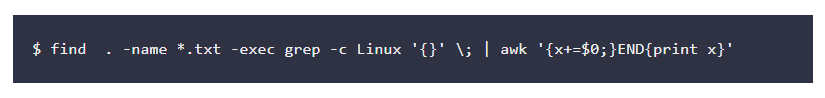 $ find  . -name *.txt -exec grep -c Linux '{}' \; | awk '{x+=$0;}END{print x}'